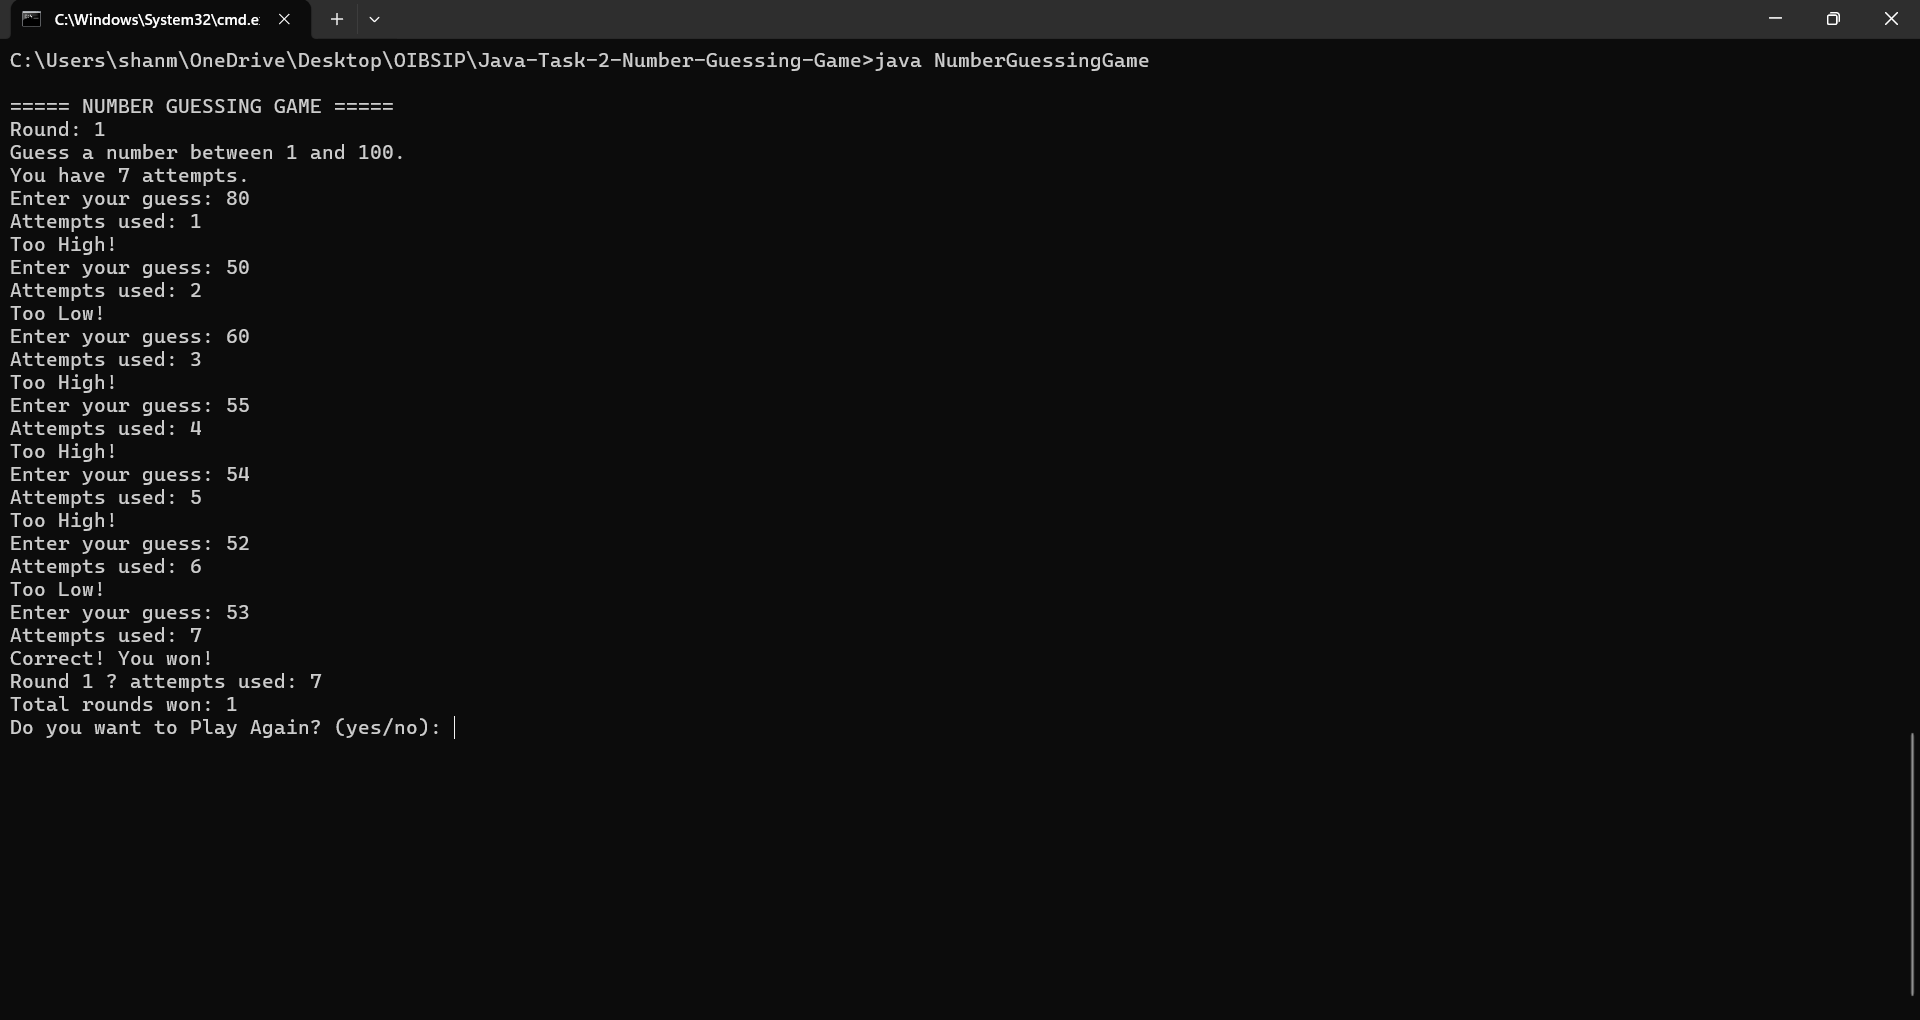 C:\Windows\System32\cmd.e
C:\Users\shanm\OneDrive\Desktop\OIBSIP\Java-Task-2-Number-Guessing-Game>java NumberGuessingGame
===== NUMBER GUESSING GAME =====
Round: 1
Guess a number between 1 and 100.
You have 7 attempts.
Enter your guess: 80
Attempts used: 1
Too High!
Enter your guess: 50
Attempts used: 2
Too Low!
Enter your guess: 60
Attempts used: 3
Too High!
Enter your guess: 55
Attempts used: 4
Too High!
Enter your guess: 54
Attempts used: 5
Too High!
Enter your guess: 52
Attempts used: 6
Too Low!
Enter your guess: 53
Attempts used: 7
Correct! You won!
Round 1 ? attempts used: 7
Total rounds won: 1
Do you want to Play Again? (yes/no):